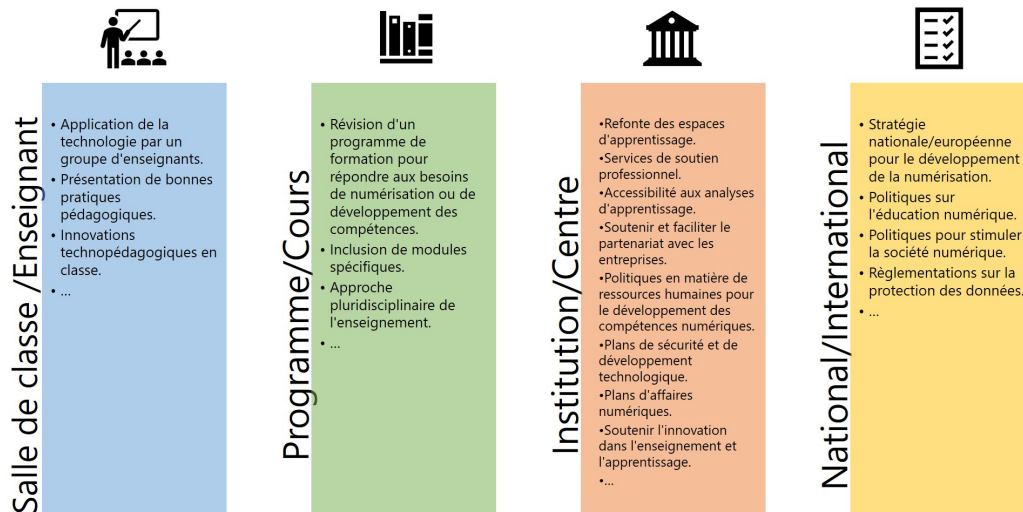 Salle de classe /Enseignant
• Application de la
technologie par un
groupe d'enseignants.
• Présentation de bonnes
pratiques
pédagogiques.
• Innovations
technopédagogiques en
classe.
• ...
Programme/Cours
• Révision d'un
programme de
formation pour
répondre aux besoins
de numérisation ou de
développement des
compétences.
• Inclusion de modules
spécifiques.
• Approche
pluridisciplinaire de
l'enseignement.
• ...
Institution/Centre
•Refonte des espaces
d'apprentissage.
•Services de soutien
professionnel.
•Accessibilité aux analyses
d'apprentissage.
•Soutenir et faciliter le
partenariat avec les
entreprises.
•Politiques en matière de
ressources humaines pour
le développement des
compétences numériques.
•Plans de sécurité et de
développement
technologique.
•Plans d'affaires
numériques.
•Soutenir l'innovation
dans l'enseignement et
l'apprentissage.
•...
National/International
• Stratégie
nationale/européenne
pour le développement
de la numérisation.
• Politiques sur
l'éducation numérique.
• Politiques pour stimuler
la société numérique.
• Règlementations sur la
protection des données.
• ...